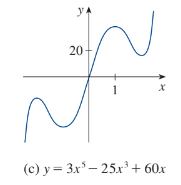 y
20
1
x
(c) y = 3x⁵ − 25x³ + 60x